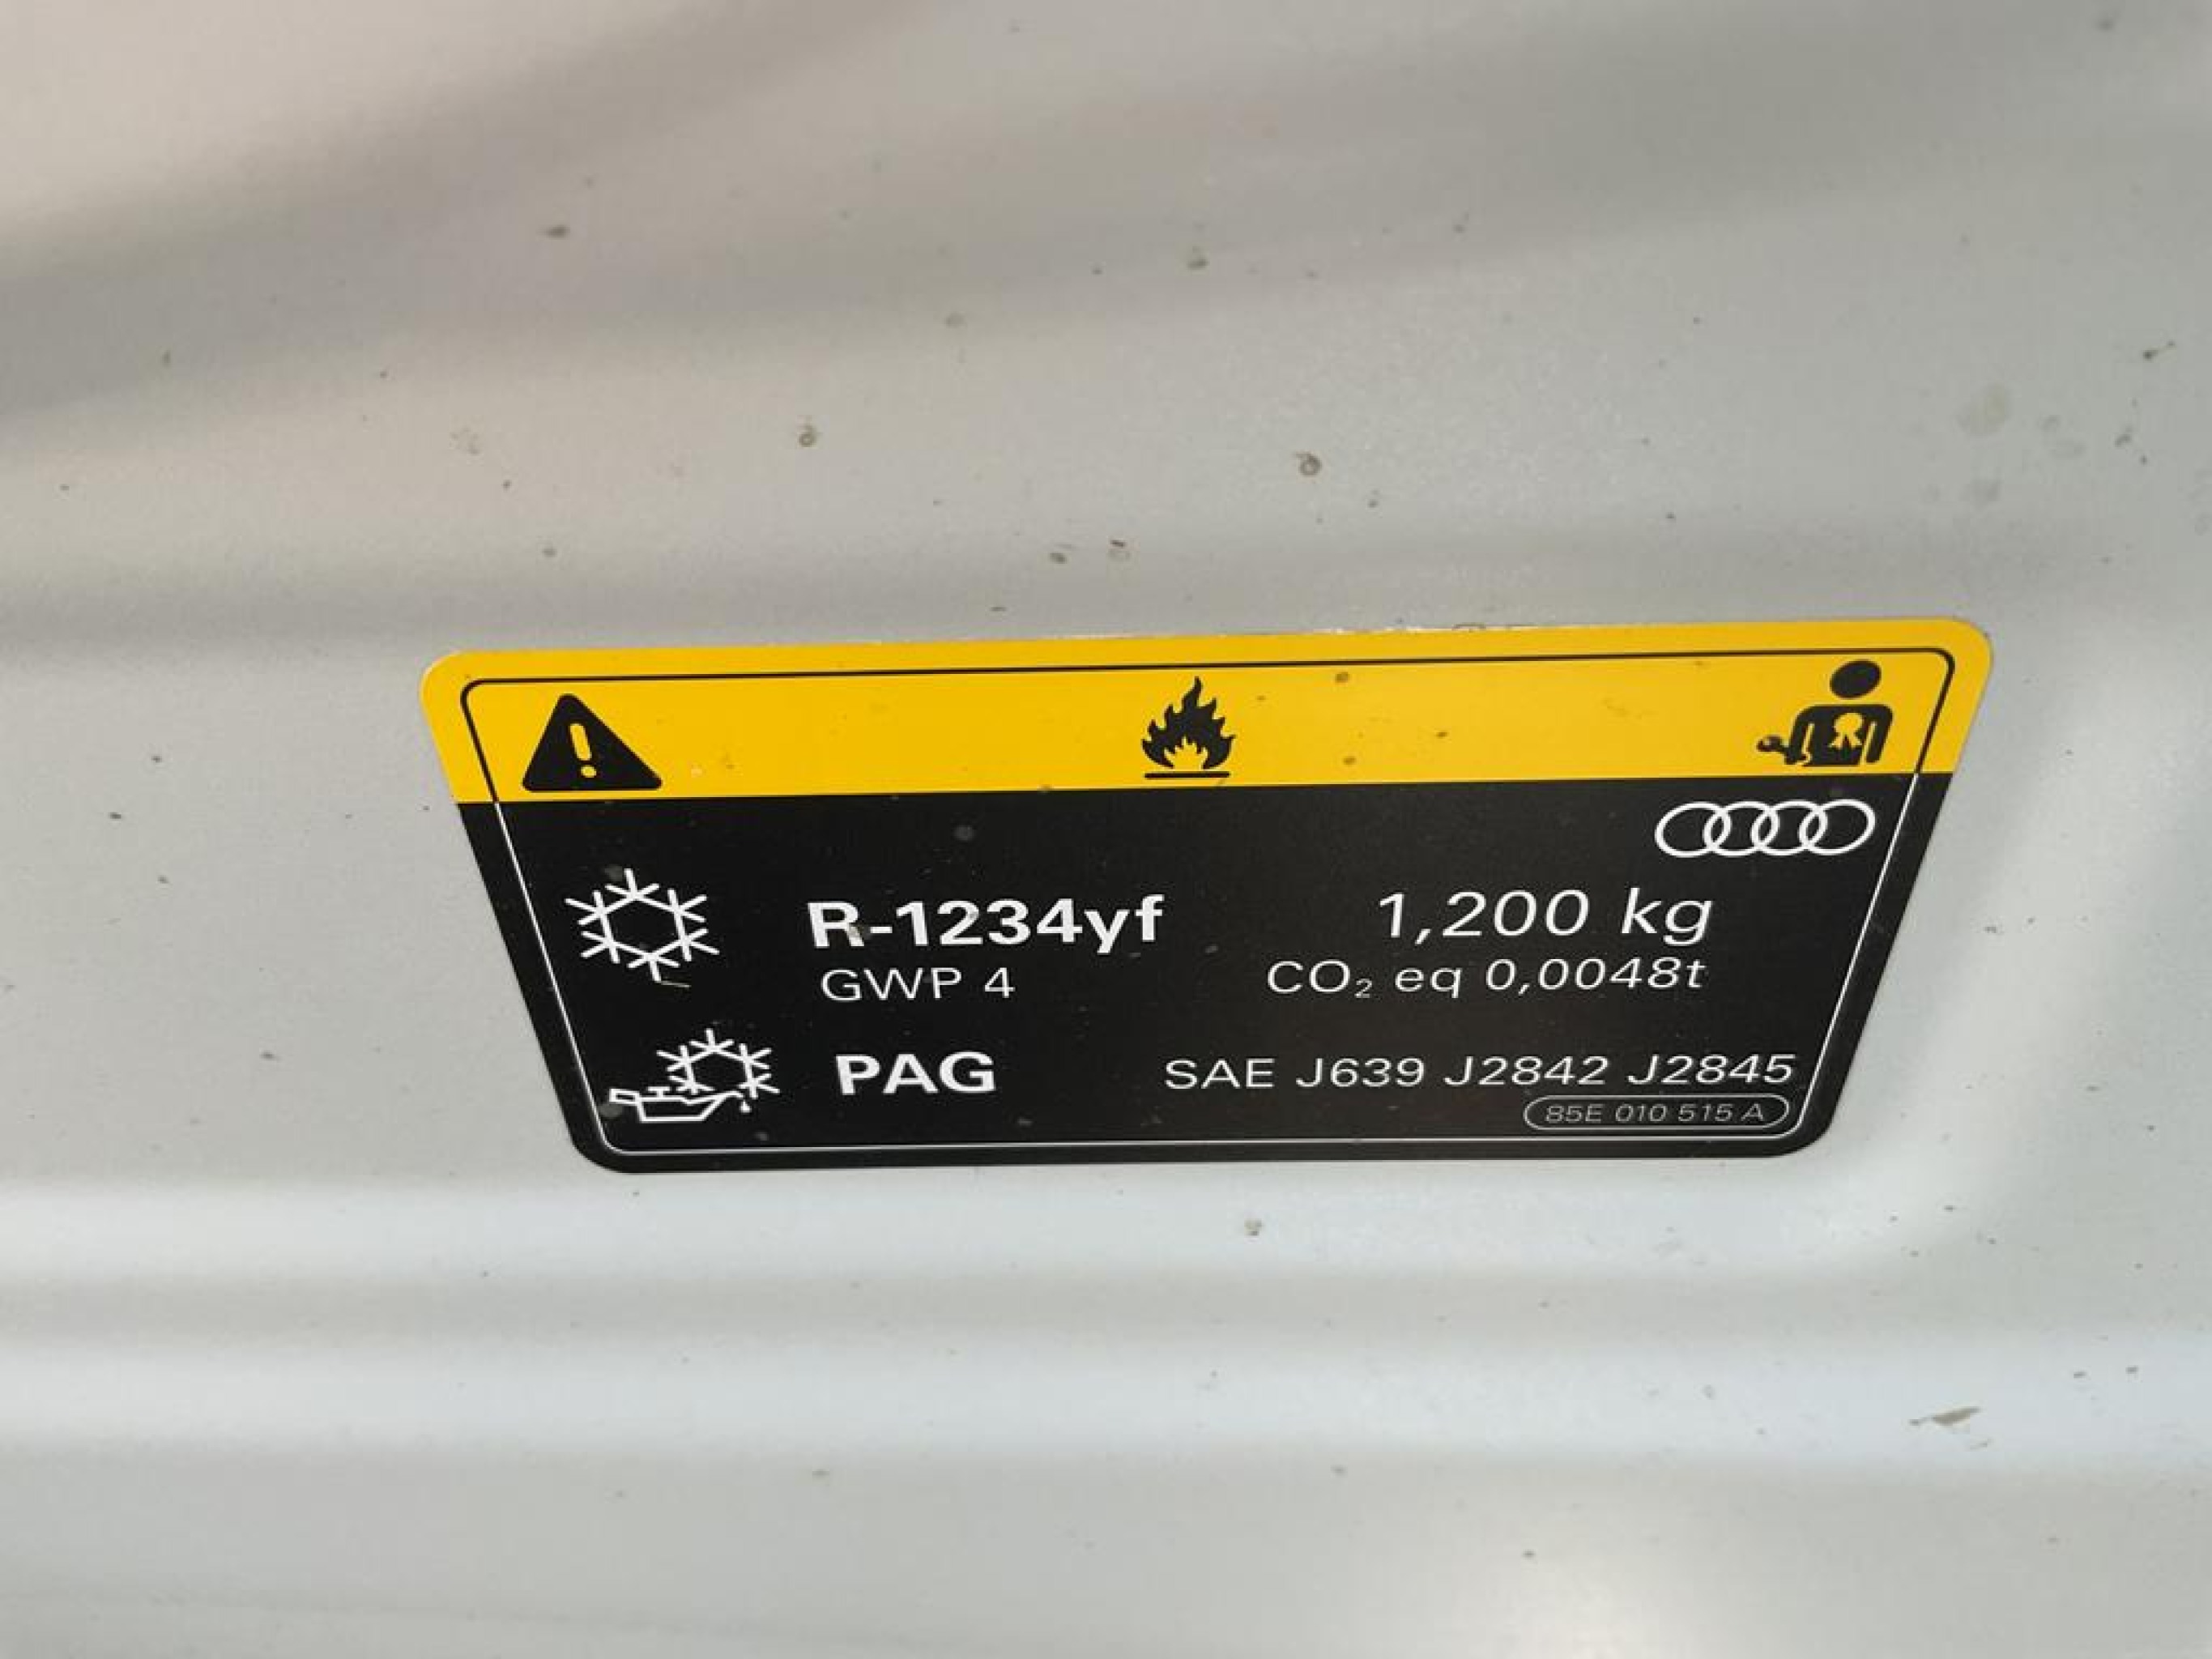 R-1234yf 1,200 kg
GWP 4 CO₂ eq 0,0048t
PAG SAE J639 J2842 J2845
85E 010 515 A